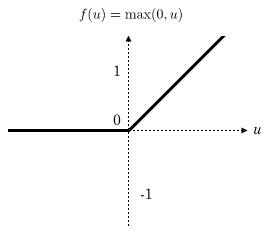 f(u) = max(0, u)
1
0
u
-1